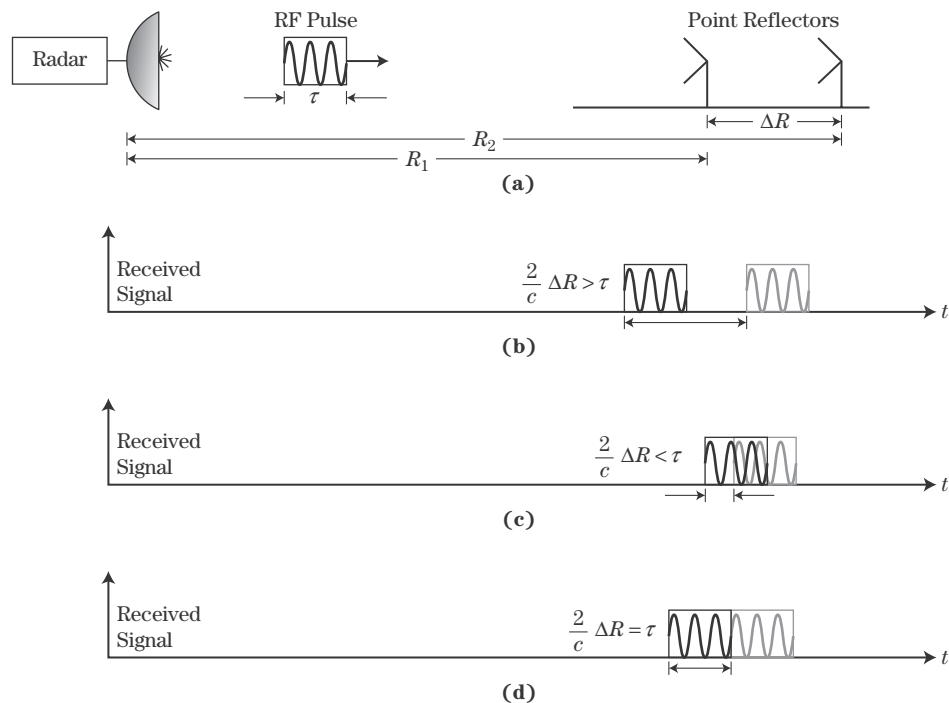 RF Pulse
Point Reflectors
Radar
τ
ΔR
R₂
R₁
(a)
Received
Signal
2/c ΔR > τ
t
(b)
Received
Signal
2/c ΔR < τ
t
(c)
Received
Signal
2/c ΔR = τ
t
(d)